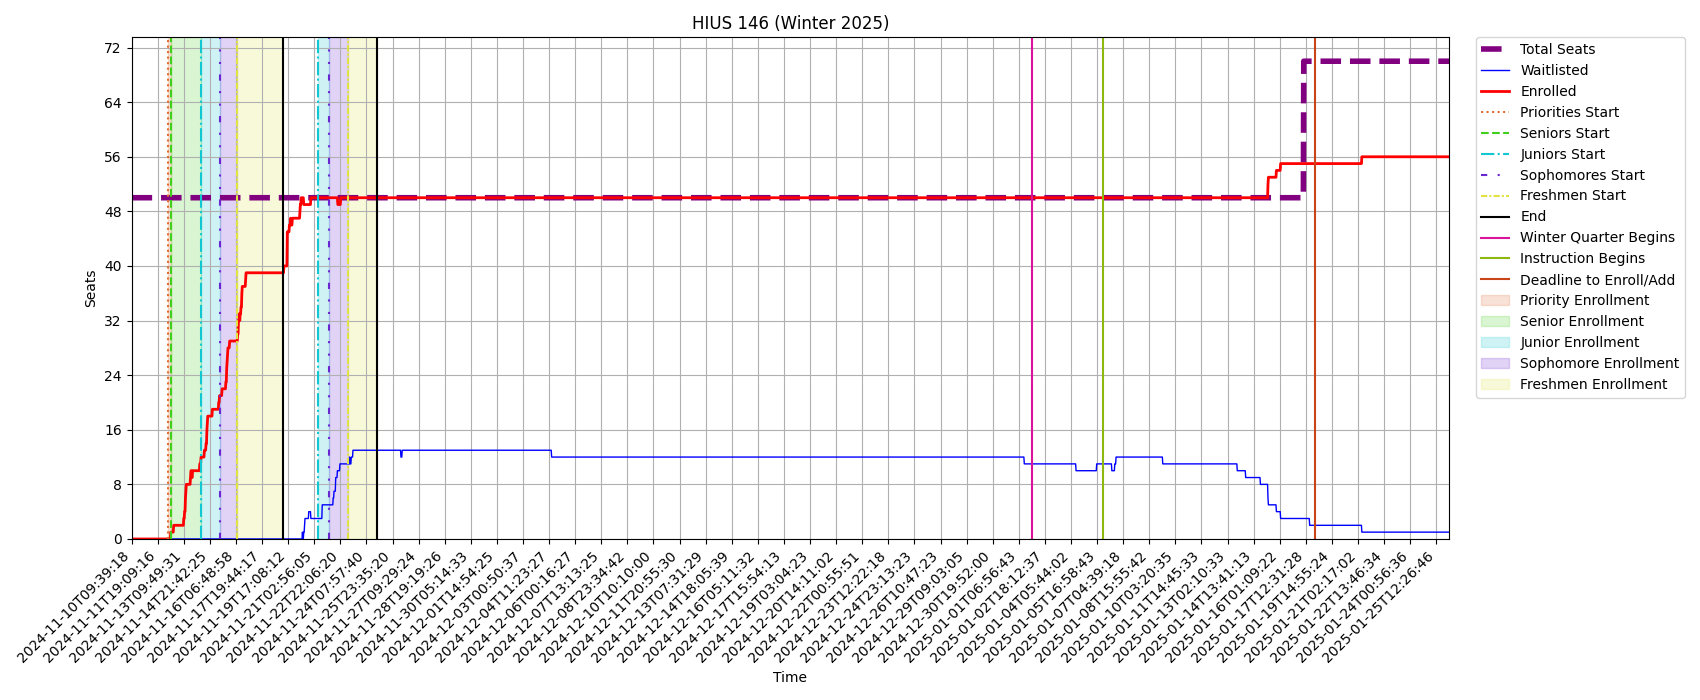 HIUS 146 (Winter 2025)
72
64
56
48
40
32
24
16
8
0
Seats
2024-11-10T09:39:18
2024-11-11T19:09:16
2024-11-13T09:49:31
2024-11-14T21:42:25
2024-11-16T06:48:58
2024-11-17T19:44:17
2024-11-19T17:08:12
2024-11-21T02:56:05
2024-11-22T22:06:20
2024-11-24T07:57:40
2024-11-25T23:35:20
2024-11-27T09:29:24
2024-11-28T19:19:26
2024-11-30T05:14:33
2024-12-01T14:54:25
2024-12-03T00:50:37
2024-12-04T11:23:27
2024-12-06T00:16:27
2024-12-07T13:13:25
2024-12-08T23:34:42
2024-12-10T10:10:00
2024-12-11T20:55:30
2024-12-13T07:31:29
2024-12-14T18:05:39
2024-12-16T05:11:32
2024-12-17T15:54:13
2024-12-19T03:04:23
2024-12-20T14:11:02
2024-12-22T00:55:51
2024-12-23T12:22:18
2024-12-24T23:13:23
2024-12-26T10:47:23
2024-12-29T09:03:05
2024-12-30T19:52:00
2025-01-01T06:56:43
2025-01-02T18:12:37
2025-01-04T05:44:02
2025-01-05T16:58:43
2025-01-07T04:39:18
2025-01-08T15:55:42
2025-01-10T03:20:35
2025-01-11T14:45:33
2025-01-13T02:10:33
2025-01-14T13:41:13
2025-01-16T01:09:22
2025-01-17T12:31:28
2025-01-19T14:55:24
2025-01-21T02:17:02
2025-01-22T13:46:34
2025-01-24T00:56:36
2025-01-25T12:26:46
Time
Total Seats
Waitlisted
Enrolled
Priorities Start
Seniors Start
Juniors Start
Sophomores Start
Freshmen Start
End
Winter Quarter Begins
Instruction Begins
Deadline to Enroll/Add
Priority Enrollment
Senior Enrollment
Junior Enrollment
Sophomore Enrollment
Freshmen Enrollment